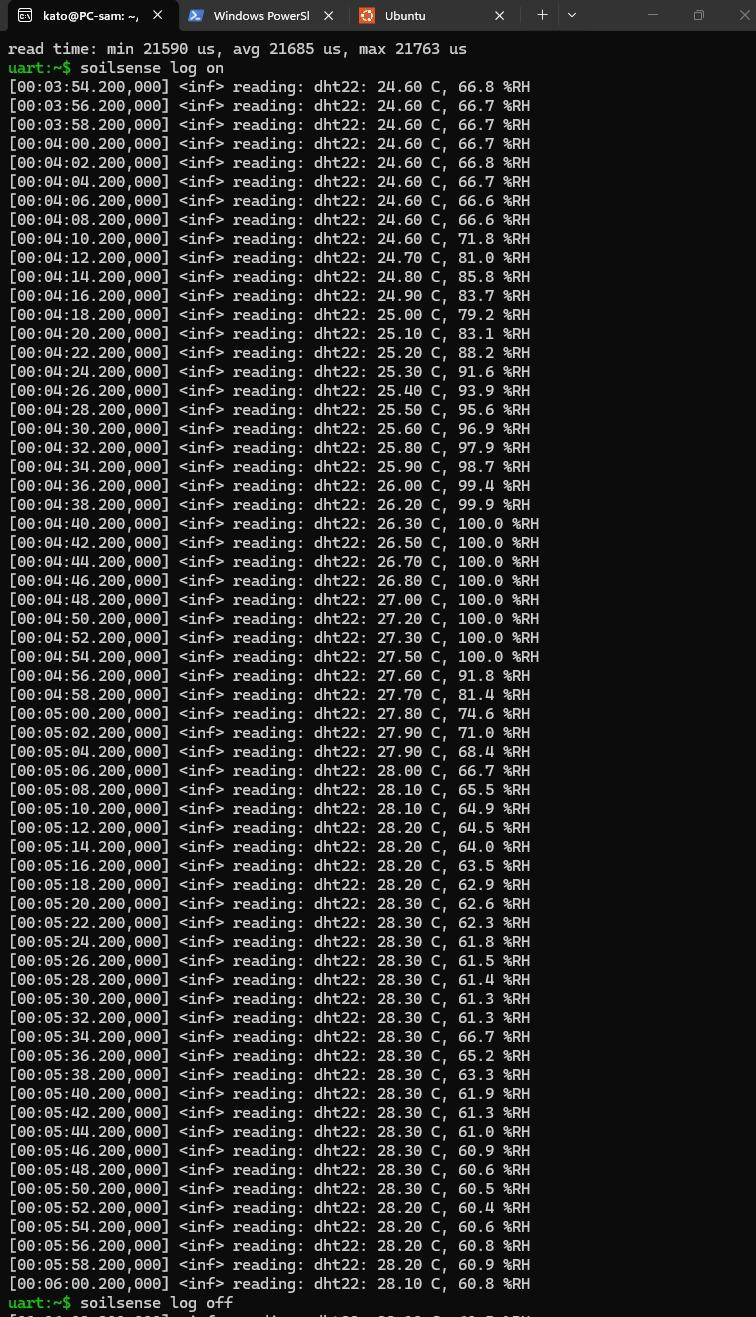 kato@PC-sam: ~,
Windows PowerSl
Ubuntu
read time: min 21590 us, avg 21685 us, max 21763 us
uart:~$ soilsense log on
[00:03:54.200,000] <inf> reading: dht22: 24.60 C, 66.8 %RH
[00:03:56.200,000] <inf> reading: dht22: 24.60 C, 66.7 %RH
[00:03:58.200,000] <inf> reading: dht22: 24.60 C, 66.7 %RH
[00:04:00.200,000] <inf> reading: dht22: 24.60 C, 66.7 %RH
[00:04:02.200,000] <inf> reading: dht22: 24.60 C, 66.8 %RH
[00:04:04.200,000] <inf> reading: dht22: 24.60 C, 66.7 %RH
[00:04:06.200,000] <inf> reading: dht22: 24.60 C, 66.6 %RH
[00:04:08.200,000] <inf> reading: dht22: 24.60 C, 66.6 %RH
[00:04:10.200,000] <inf> reading: dht22: 24.60 C, 71.8 %RH
[00:04:12.200,000] <inf> reading: dht22: 24.70 C, 81.0 %RH
[00:04:14.200,000] <inf> reading: dht22: 24.80 C, 85.8 %RH
[00:04:16.200,000] <inf> reading: dht22: 24.90 C, 83.7 %RH
[00:04:18.200,000] <inf> reading: dht22: 25.00 C, 79.2 %RH
[00:04:20.200,000] <inf> reading: dht22: 25.10 C, 83.1 %RH
[00:04:22.200,000] <inf> reading: dht22: 25.20 C, 88.2 %RH
[00:04:24.200,000] <inf> reading: dht22: 25.30 C, 91.6 %RH
[00:04:26.200,000] <inf> reading: dht22: 25.40 C, 93.9 %RH
[00:04:28.200,000] <inf> reading: dht22: 25.50 C, 95.6 %RH
[00:04:30.200,000] <inf> reading: dht22: 25.60 C, 96.9 %RH
[00:04:32.200,000] <inf> reading: dht22: 25.80 C, 97.9 %RH
[00:04:34.200,000] <inf> reading: dht22: 25.90 C, 98.7 %RH
[00:04:36.200,000] <inf> reading: dht22: 26.00 C, 99.4 %RH
[00:04:38.200,000] <inf> reading: dht22: 26.20 C, 99.9 %RH
[00:04:40.200,000] <inf> reading: dht22: 26.30 C, 100.0 %RH
[00:04:42.200,000] <inf> reading: dht22: 26.50 C, 100.0 %RH
[00:04:44.200,000] <inf> reading: dht22: 26.70 C, 100.0 %RH
[00:04:46.200,000] <inf> reading: dht22: 26.80 C, 100.0 %RH
[00:04:48.200,000] <inf> reading: dht22: 27.00 C, 100.0 %RH
[00:04:50.200,000] <inf> reading: dht22: 27.20 C, 100.0 %RH
[00:04:52.200,000] <inf> reading: dht22: 27.30 C, 100.0 %RH
[00:04:54.200,000] <inf> reading: dht22: 27.50 C, 100.0 %RH
[00:04:56.200,000] <inf> reading: dht22: 27.60 C, 91.8 %RH
[00:04:58.200,000] <inf> reading: dht22: 27.70 C, 81.4 %RH
[00:05:00.200,000] <inf> reading: dht22: 27.80 C, 74.6 %RH
[00:05:02.200,000] <inf> reading: dht22: 27.90 C, 71.0 %RH
[00:05:04.200,000] <inf> reading: dht22: 27.90 C, 68.4 %RH
[00:05:06.200,000] <inf> reading: dht22: 28.00 C, 66.7 %RH
[00:05:08.200,000] <inf> reading: dht22: 28.10 C, 65.5 %RH
[00:05:10.200,000] <inf> reading: dht22: 28.10 C, 64.9 %RH
[00:05:12.200,000] <inf> reading: dht22: 28.20 C, 64.5 %RH
[00:05:14.200,000] <inf> reading: dht22: 28.20 C, 64.0 %RH
[00:05:16.200,000] <inf> reading: dht22: 28.20 C, 63.5 %RH
[00:05:18.200,000] <inf> reading: dht22: 28.20 C, 62.9 %RH
[00:05:20.200,000] <inf> reading: dht22: 28.30 C, 62.6 %RH
[00:05:22.200,000] <inf> reading: dht22: 28.30 C, 62.3 %RH
[00:05:24.200,000] <inf> reading: dht22: 28.30 C, 61.8 %RH
[00:05:26.200,000] <inf> reading: dht22: 28.30 C, 61.5 %RH
[00:05:28.200,000] <inf> reading: dht22: 28.30 C, 61.4 %RH
[00:05:30.200,000] <inf> reading: dht22: 28.30 C, 61.3 %RH
[00:05:32.200,000] <inf> reading: dht22: 28.30 C, 61.3 %RH
[00:05:34.200,000] <inf> reading: dht22: 28.30 C, 66.7 %RH
[00:05:36.200,000] <inf> reading: dht22: 28.30 C, 65.2 %RH
[00:05:38.200,000] <inf> reading: dht22: 28.30 C, 63.3 %RH
[00:05:40.200,000] <inf> reading: dht22: 28.30 C, 61.9 %RH
[00:05:42.200,000] <inf> reading: dht22: 28.30 C, 61.3 %RH
[00:05:44.200,000] <inf> reading: dht22: 28.30 C, 61.0 %RH
[00:05:46.200,000] <inf> reading: dht22: 28.30 C, 60.9 %RH
[00:05:48.200,000] <inf> reading: dht22: 28.30 C, 60.6 %RH
[00:05:50.200,000] <inf> reading: dht22: 28.30 C, 60.5 %RH
[00:05:52.200,000] <inf> reading: dht22: 28.20 C, 60.4 %RH
[00:05:54.200,000] <inf> reading: dht22: 28.20 C, 60.6 %RH
[00:05:56.200,000] <inf> reading: dht22: 28.20 C, 60.8 %RH
[00:05:58.200,000] <inf> reading: dht22: 28.20 C, 60.9 %RH
[00:06:00.200,000] <inf> reading: dht22: 28.10 C, 60.8 %RH
uart:~$ soilsense log off